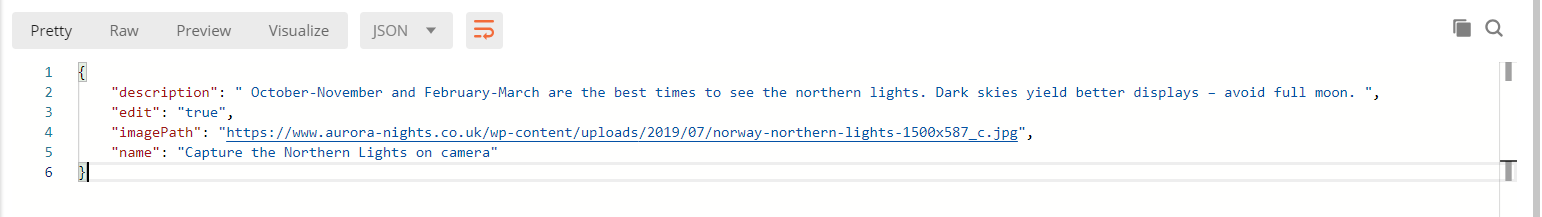 Pretty Raw Preview Visualize JSON
1 {
2 "description": " October-November and February-March are the best times to see the northern lights. Dark skies yield better displays – avoid full moon. ",
3 "edit": "true",
4 "imagePath": "https://www.aurora-nights.co.uk/wp-content/uploads/2019/07/norway-northern-lights-1500x587_c.jpg",
5 "name": "Capture the Northern Lights on camera"
6 }